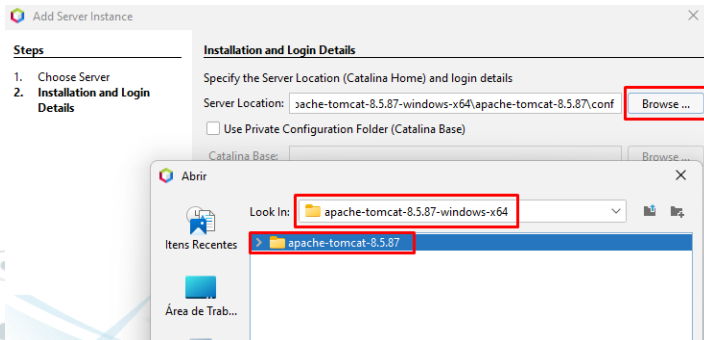 Add Server Instance
Steps
1. Choose Server
2. Installation and Login
Details
Installation and Login Details
Specify the Server Location (Catalina Home) and login details
Server Location: ɔache-tomcat-8.5.87-windows-x64\apache-tomcat-8.5.87\conf Browse ...
Use Private Configuration Folder (Catalina Base)
Catalina Base: Browse ...
Abrir
Look In: apache-tomcat-8.5.87-windows-x64
Itens Recentes
apache-tomcat-8.5.87
Área de Trab...